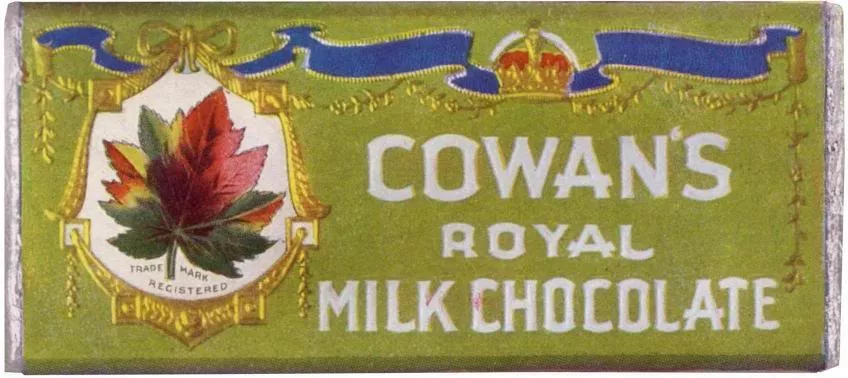 COWAN'S
ROYAL
MILK CHOCOLATE
TRADE MARK
REGISTERED